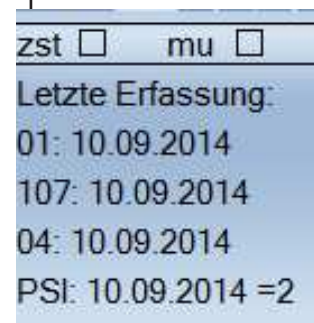 zst ☐ mu ☐
Letzte Erfassung:
01: 10.09.2014
107: 10.09.2014
04: 10.09.2014
PSI: 10.09.2014 =2